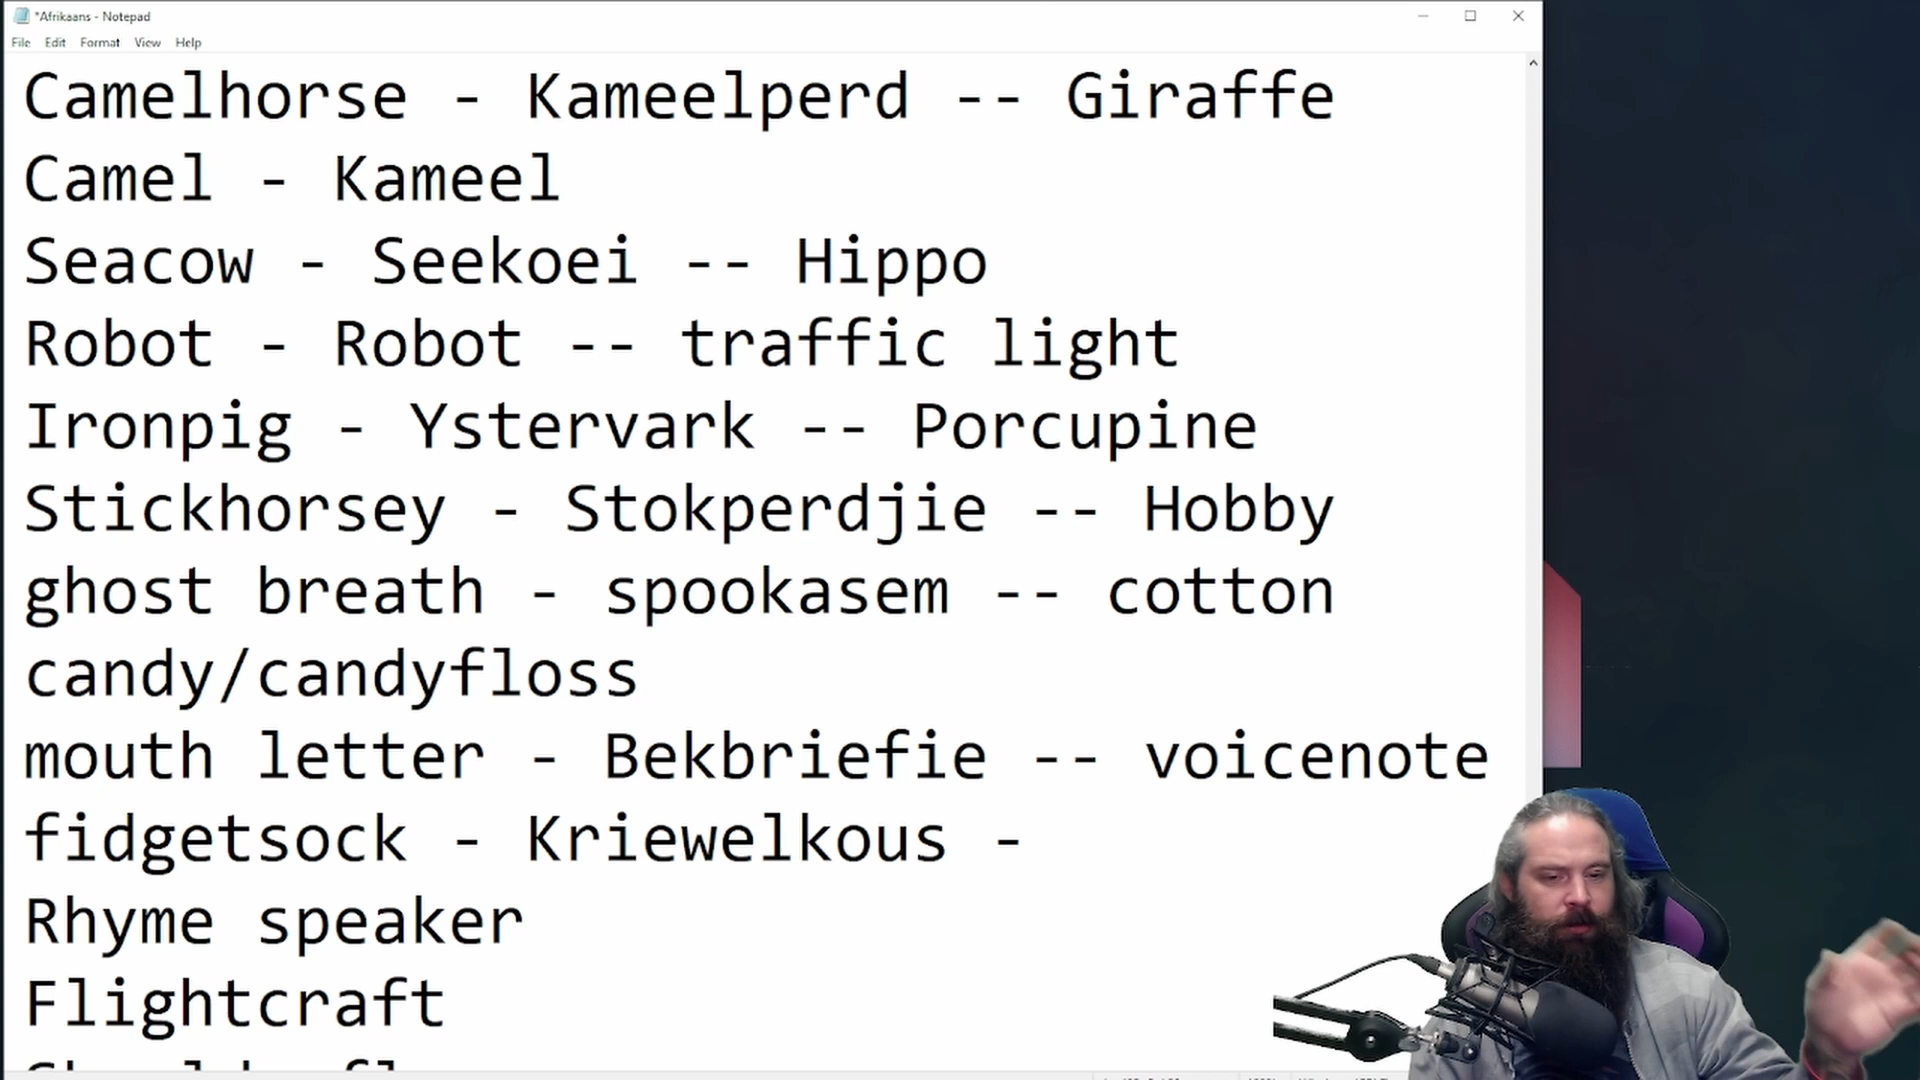 *Afrikaans - Notepad
File Edit Format View Help
Camelhorse - Kameelperd -- Giraffe
Camel - Kameel
Seacow - Seekoei -- Hippo
Robot - Robot -- traffic light
Ironpig - Ystervark -- Porcupine
Stickhorsey - Stokperdjie -- Hobby
ghost breath - spookasem -- cotton
candy/candyfloss
mouth letter - Bekbriefie -- voicenote
fidgetsock - Kriewelkous -
Rhyme speaker
Flightcraft